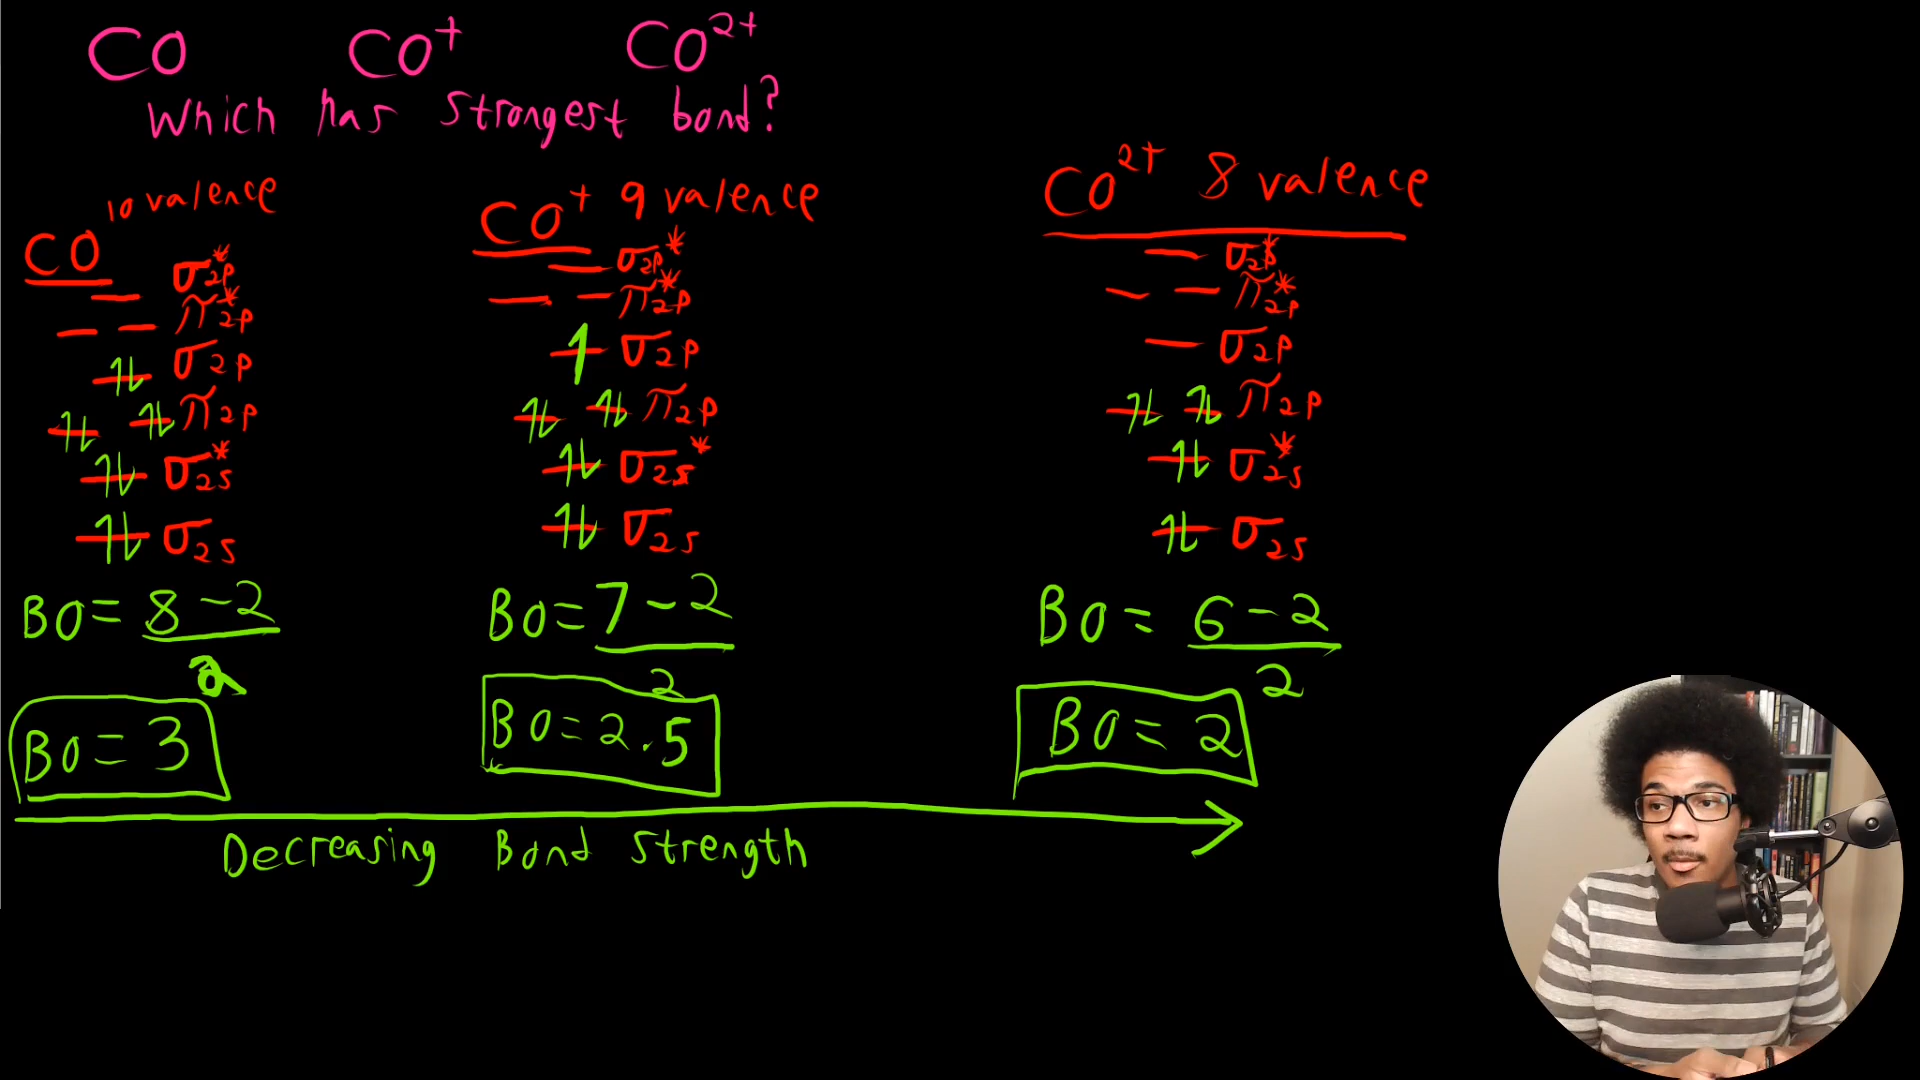 CO CO⁺ CO²⁺
Which has strongest bond?
CO 10 valence
σ₂ₚ*
π₂ₚ*
σ₂ₚ
π₂ₚ
σ₂ₛ*
σ₂ₛ
BO = 8 - 2
2
BO = 3
CO⁺ 9 valence
σ₂ₚ*
π₂ₚ*
σ₂ₚ
π₂ₚ
σ₂ₛ*
σ₂ₛ
BO = 7 - 2
2
BO = 2.5
CO²⁺ 8 valence
σ₂ₚ*
π₂ₚ*
σ₂ₚ
π₂ₚ
σ₂ₛ*
σ₂ₛ
BO = 6 - 2
2
BO = 2
Decreasing Bond Strength